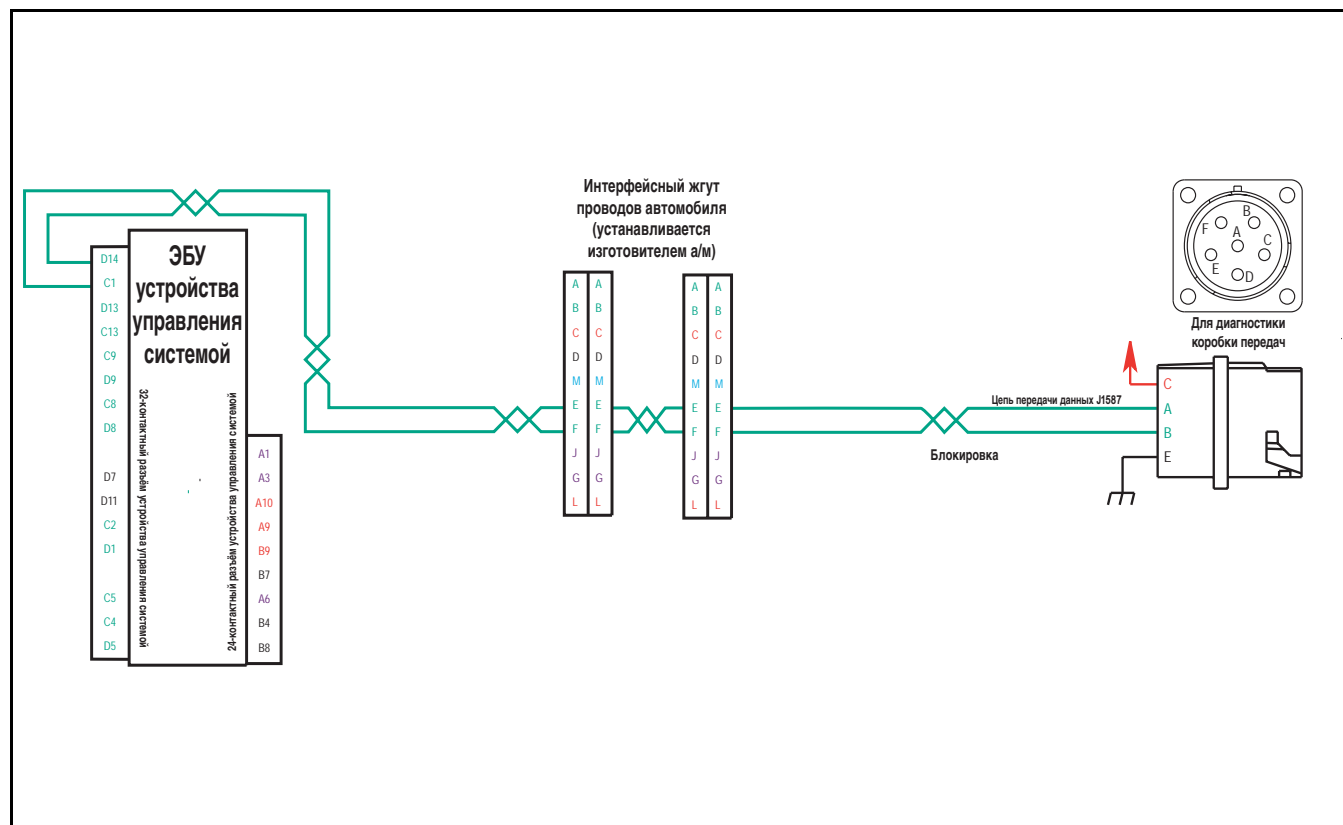 ЭБУ
устройства
управления
системой
32-контактный разъём устройства управления системой
24-контактный разъём устройства управления системой
D14
C1
D13
C13
C9
D9
C8
D8
D7
D11
C2
D1
C5
C4
D5
A1
A3
A10
A9
B9
B7
A6
B4
B8
Интерфейсный жгут
проводов автомобиля
(устанавливается
изготовителем а/м)
A A
B B
C C
D D
M M
E E
F F
J J
G G
L L
A A
B B
C C
D D
M M
E E
F F
J J
G G
L L
Цепь передачи данных J1587
Блокировка
B
F
A
C
E
D
Для диагностики
коробки передач
C
A
B
E